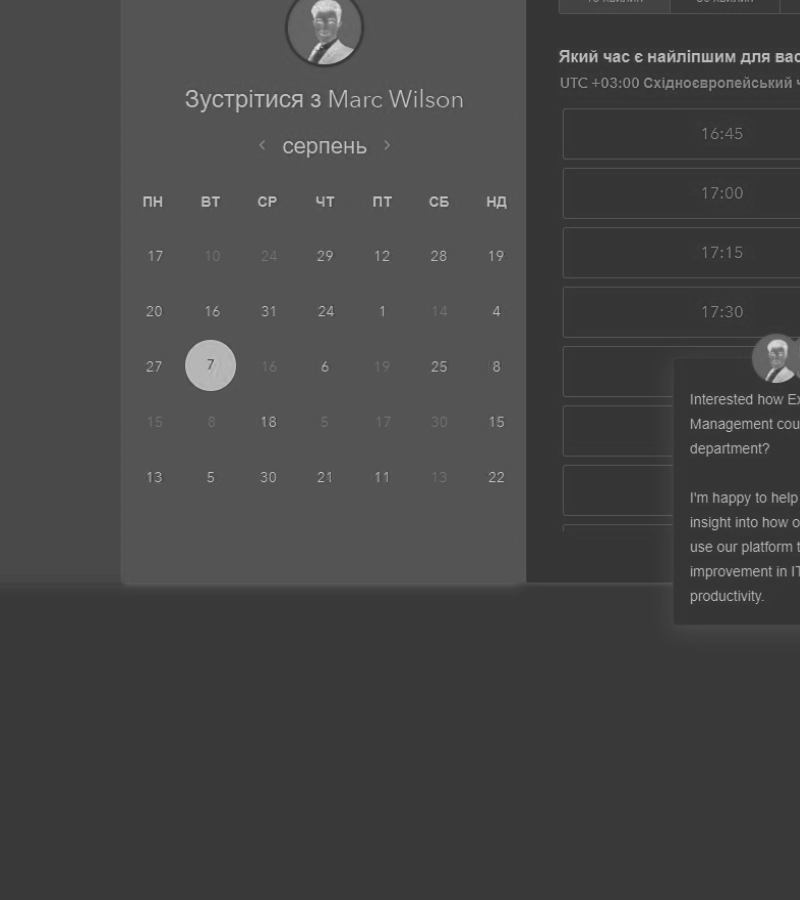 Зустрітися з Marc Wilson
серпень
ПН ВТ СР ЧТ ПТ СБ НД
17 10 24 29 12 28 19
20 16 31 24 1 14 4
27 7 16 6 19 25 8
15 8 18 5 17 30 15
13 5 30 21 11 13 22
Який час є найліпшим для вас
UTC +03:00 Східноєвропейський
16:45
17:00
17:15
17:30
Interested how
Management
department?
I'm happy to help
insight into how
use our platform
improvement in IT
productivity.